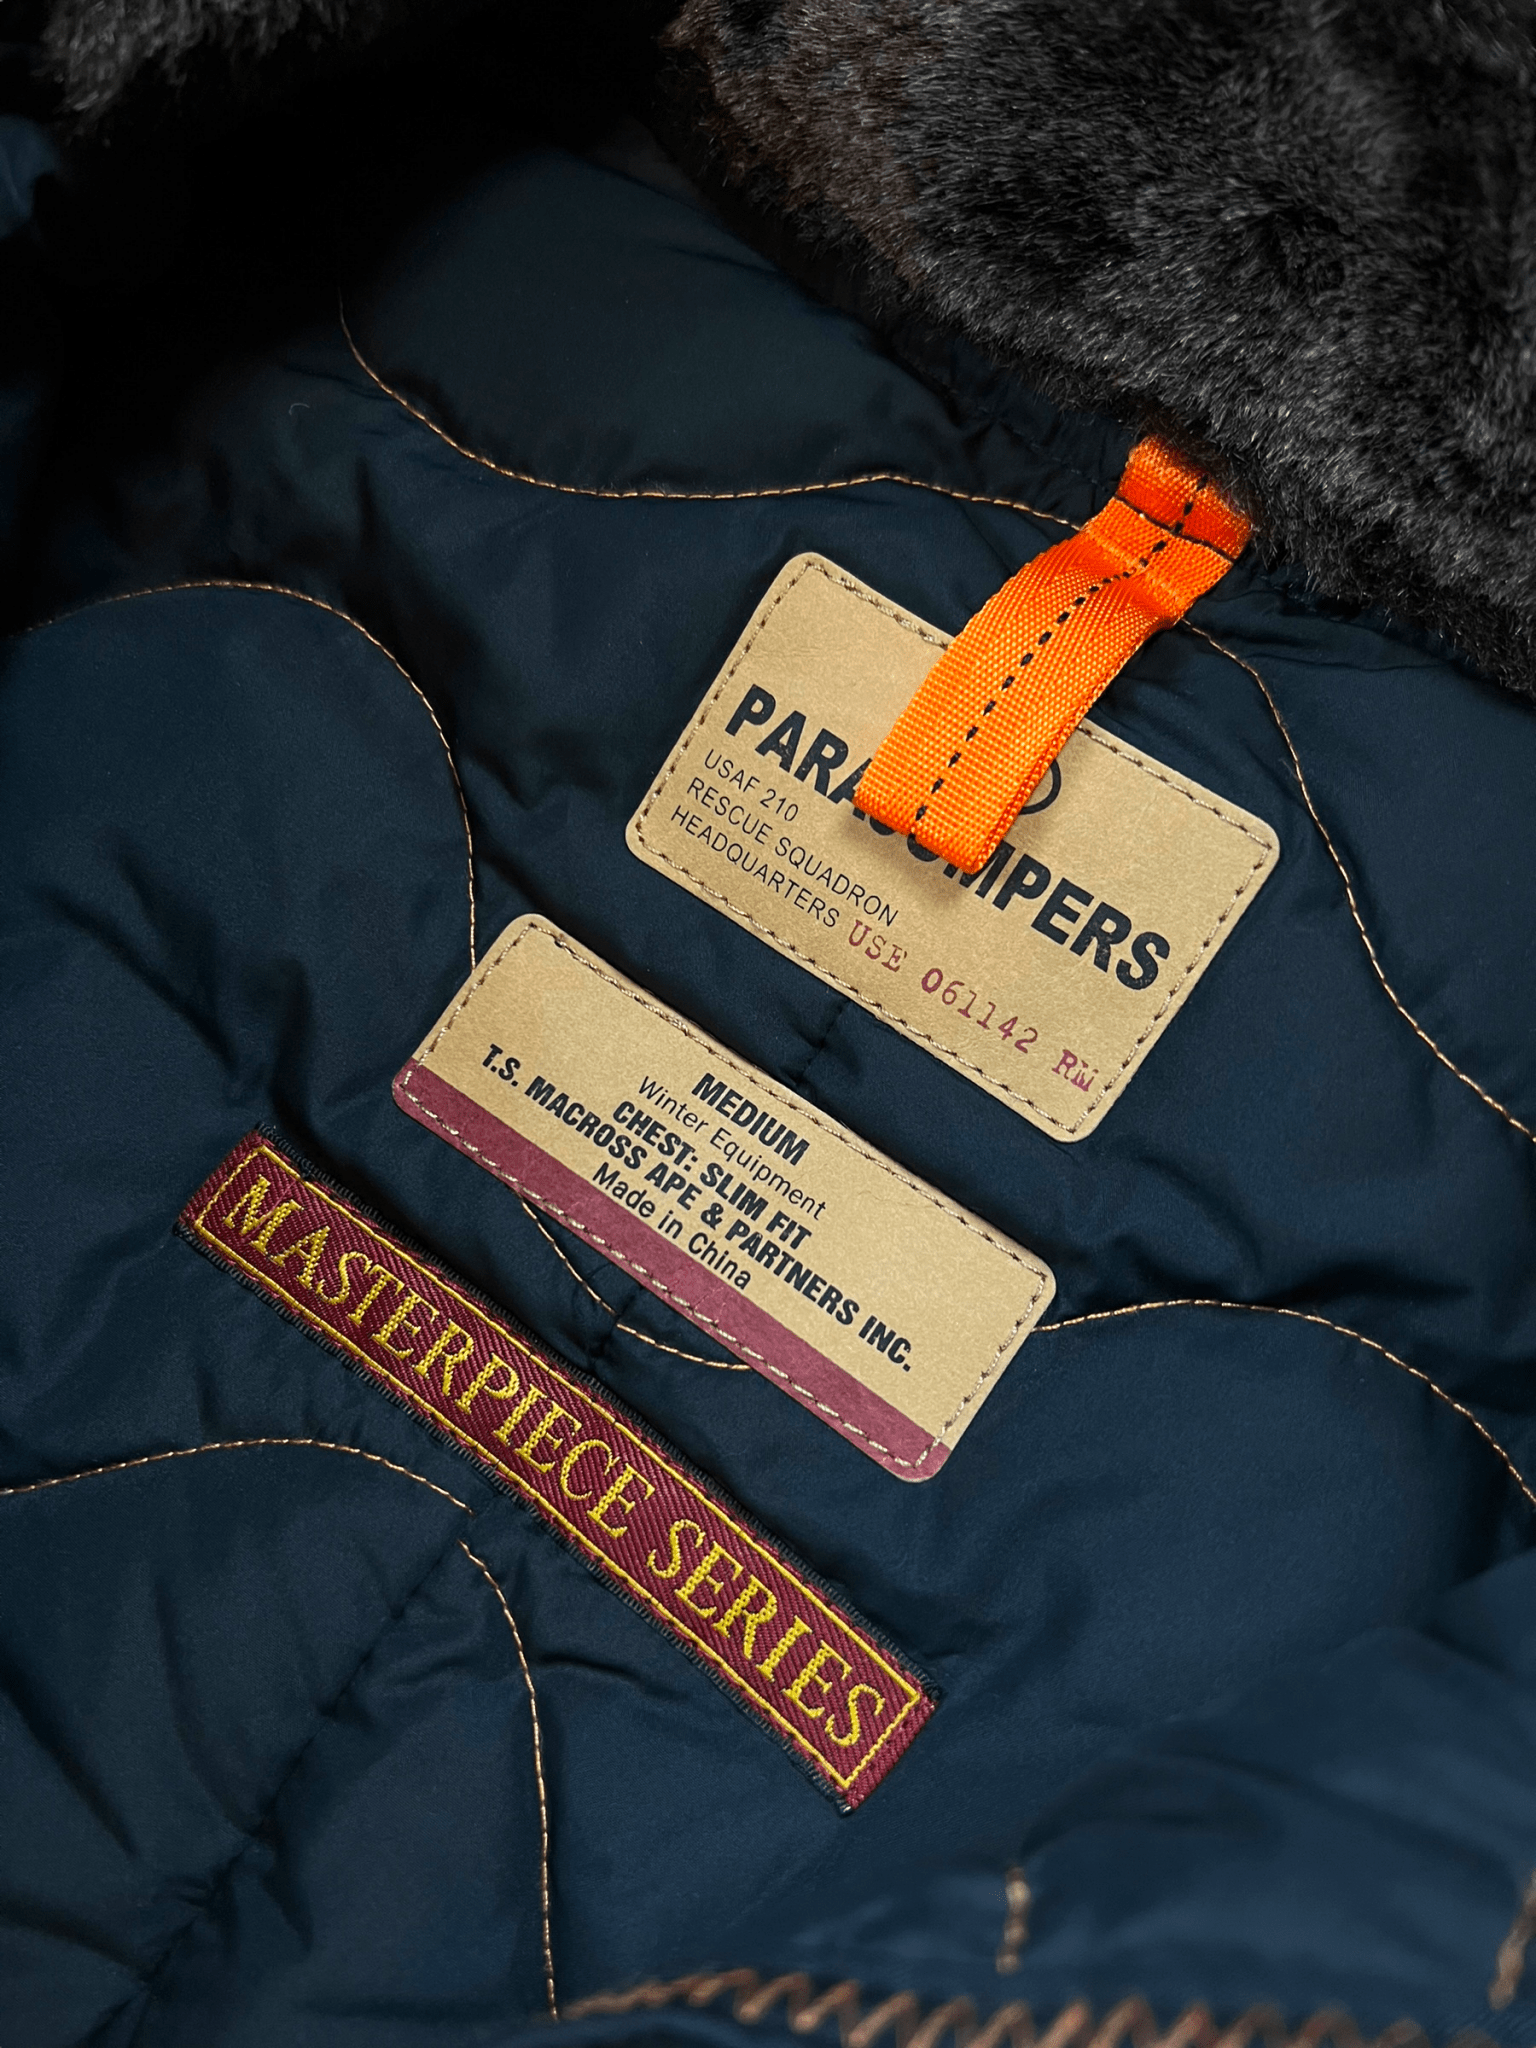 PARAJUMPERS
USAF 210
RESCUE SQUADRON
HEADQUARTERS
USE 061142 RM
MEDIUM
Winter Equipment
CHEST: SLIM FIT
T.S. MACROSS APE & PARTNERS INC.
Made in China
MASTERPIECE SERIES